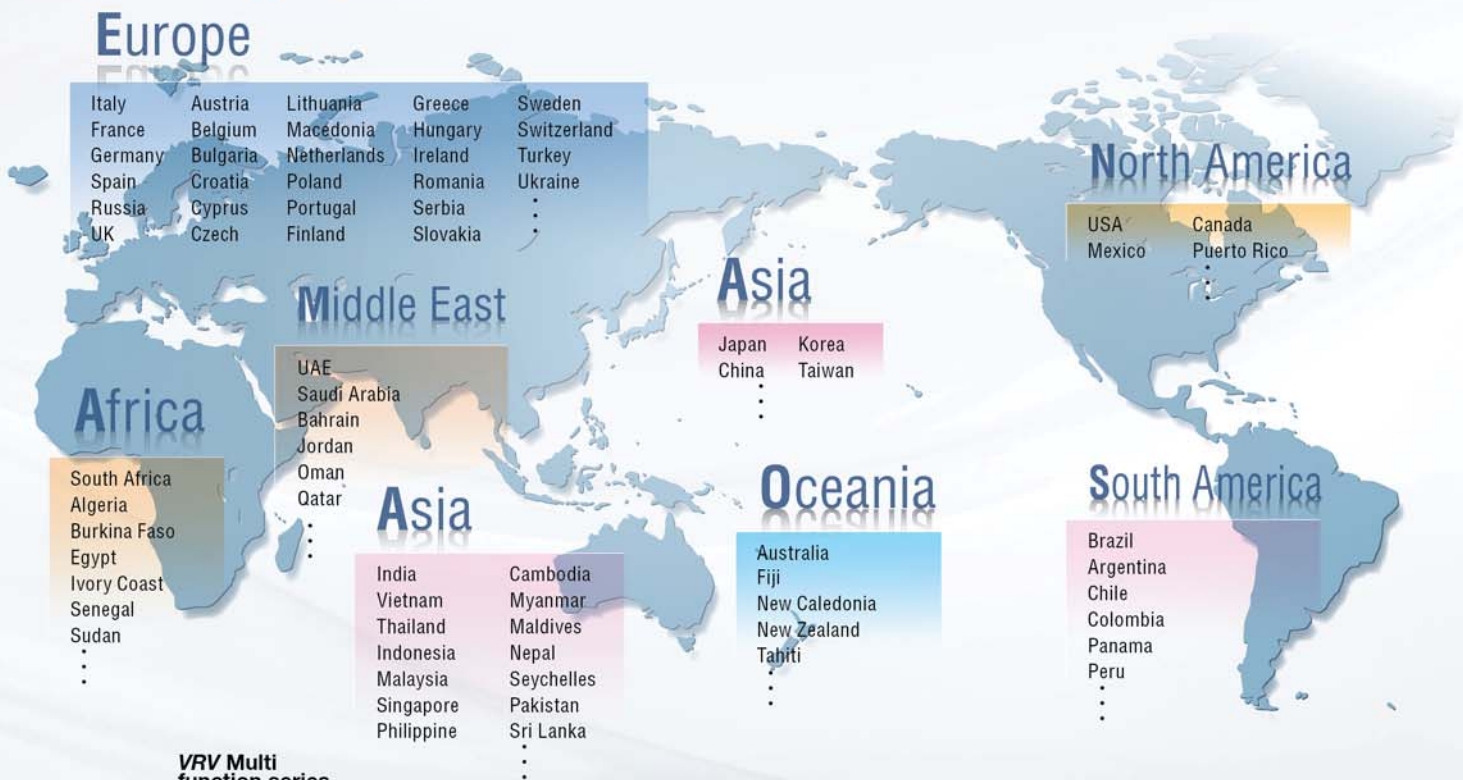 Europe
Italy
France
Germany
Spain
Russia
UK
Austria
Belgium
Bulgaria
Croatia
Cyprus
Czech
Lithuania
Macedonia
Netherlands
Poland
Portugal
Finland
Greece
Hungary
Ireland
Romania
Serbia
Slovakia
Sweden
Switzerland
Turkey
Ukraine
North America
USA
Mexico
Canada
Puerto Rico
Asia
Japan
China
Korea
Taiwan
Middle East
UAE
Saudi Arabia
Bahrain
Jordan
Oman
Qatar
Africa
South Africa
Algeria
Burkina Faso
Egypt
Ivory Coast
Senegal
Sudan
Asia
India
Vietnam
Thailand
Indonesia
Malaysia
Singapore
Philippine
Cambodia
Myanmar
Maldives
Nepal
Seychelles
Pakistan
Sri Lanka
Oceania
Australia
Fiji
New Caledonia
New Zealand
Tahiti
South America
Brazil
Argentina
Chile
Colombia
Panama
Peru
VRV Multi
function series